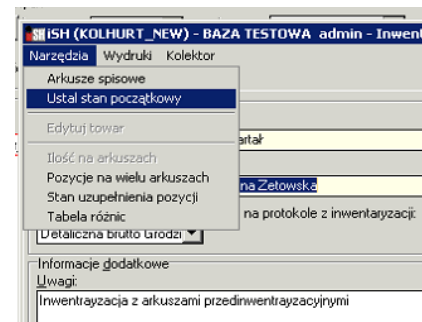 iSH (KOLHURT_NEW) - BAZA TESTOWA admin - Inwent
Narzędzia Wydruki Kolektor
Arkusze spisowe
Ustal stan początkowy
Edytuj towar
artał
Ilość na arkuszach
Pozycje na wielu arkuszach
na Zetowska
Stan uzupełnienia pozycji
Tabela różnic
na protokole z inwentaryzacji:
Detaliczna brutto Grodzi
Informacje dodatkowe
Uwagi:
Inwentrayzacja z arkuszami przedinwentrayzacyjnymi